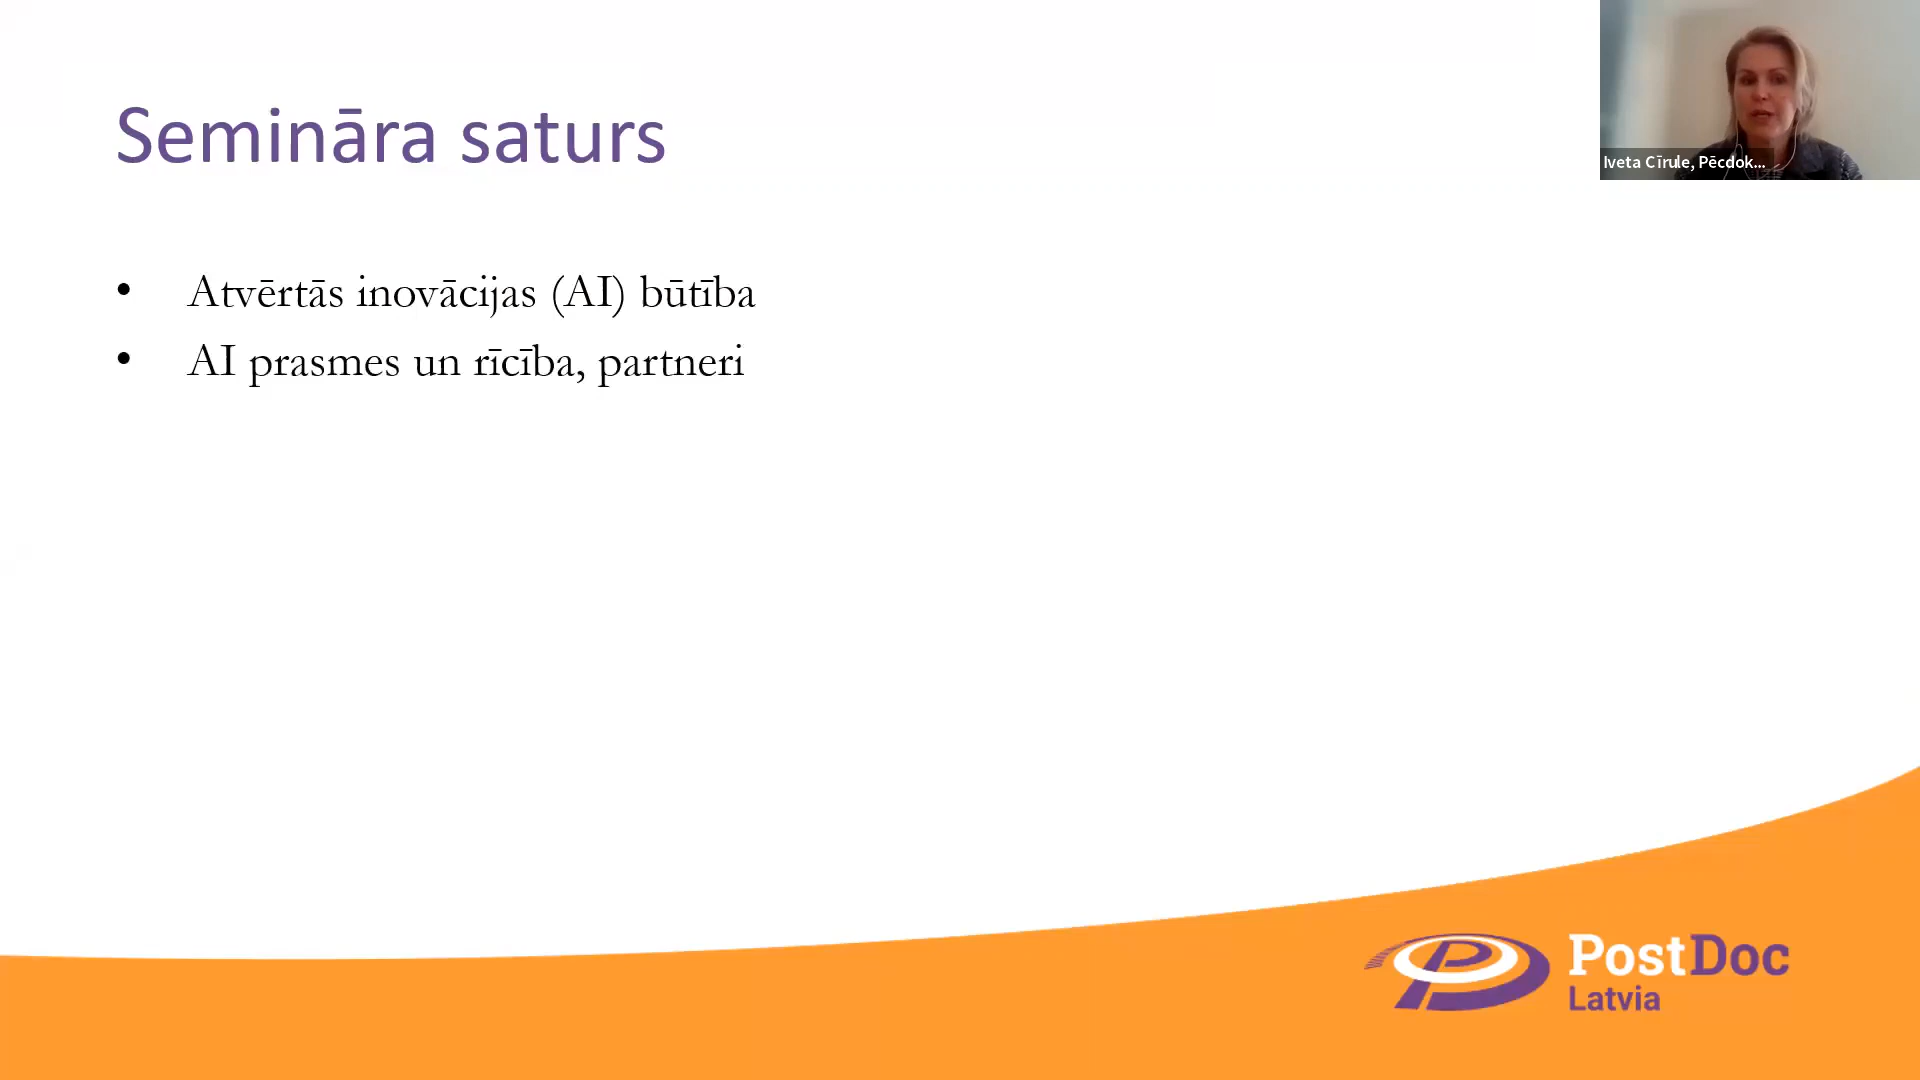 Semināra saturs
Iveta Cīrule, Pēcdok...
• Atvērtās inovācijas (AI) būtība
• AI prasmes un rīcība, partneri
PostDoc
Latvia